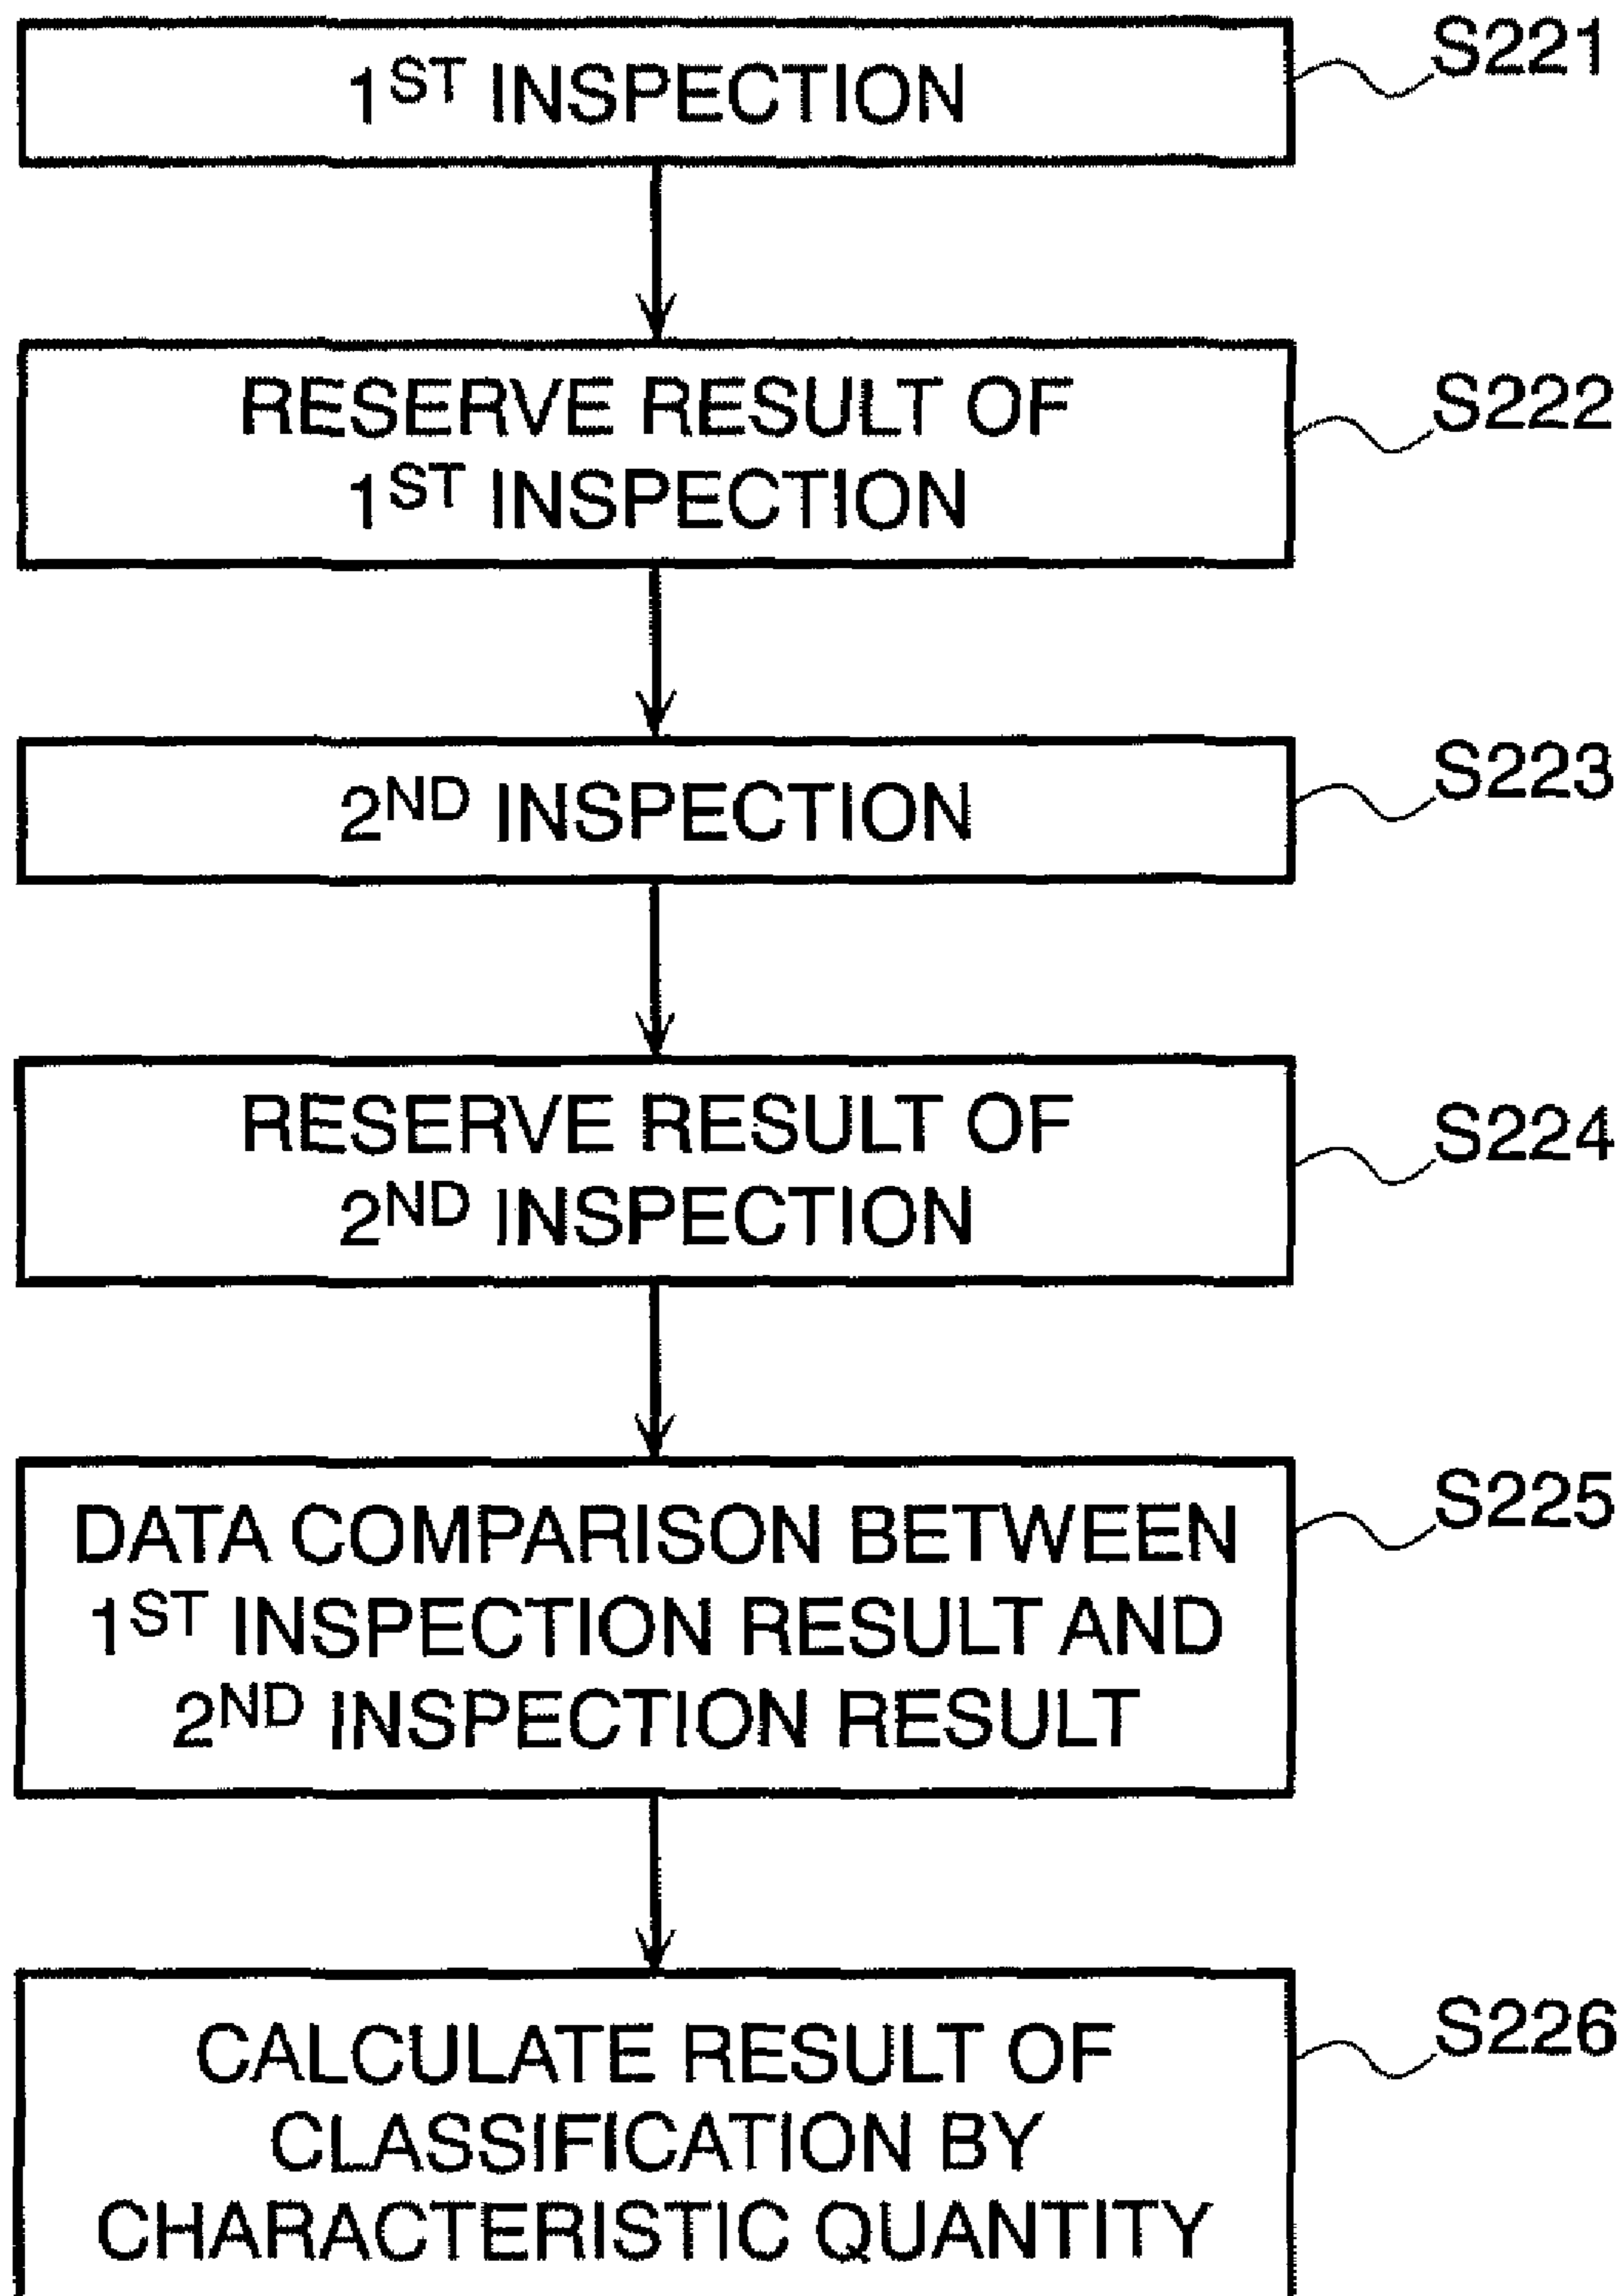 1ST INSPECTION
S221
RESERVE RESULT OF
1ST INSPECTION
S222
2ND INSPECTION
S223
RESERVE RESULT OF
2ND INSPECTION
S224
DATA COMPARISON BETWEEN
1ST INSPECTION RESULT AND
2ND INSPECTION RESULT
S225
CALCULATE RESULT OF
CLASSIFICATION BY
CHARACTERISTIC QUANTITY
S226